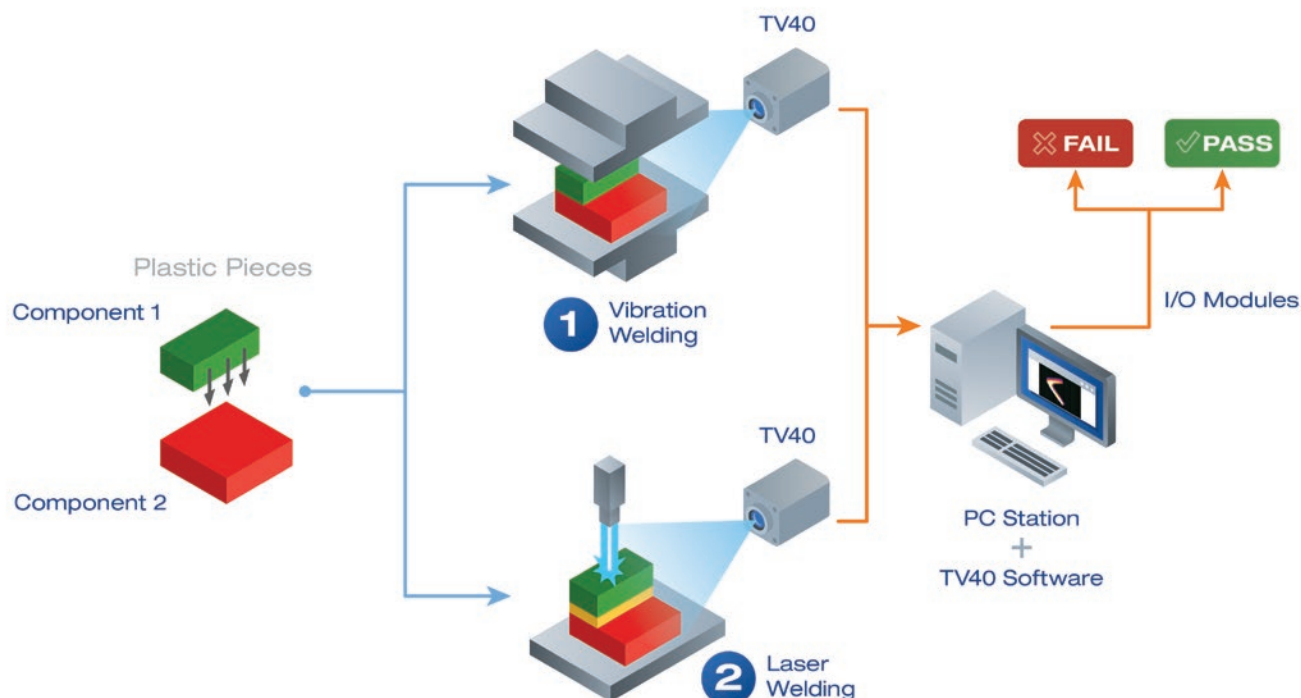 TV40
FAIL
PASS
Plastic Pieces
Component 1
Component 2
1
Vibration
Welding
I/O Modules
TV40
PC Station
+
TV40 Software
2
Laser
Welding